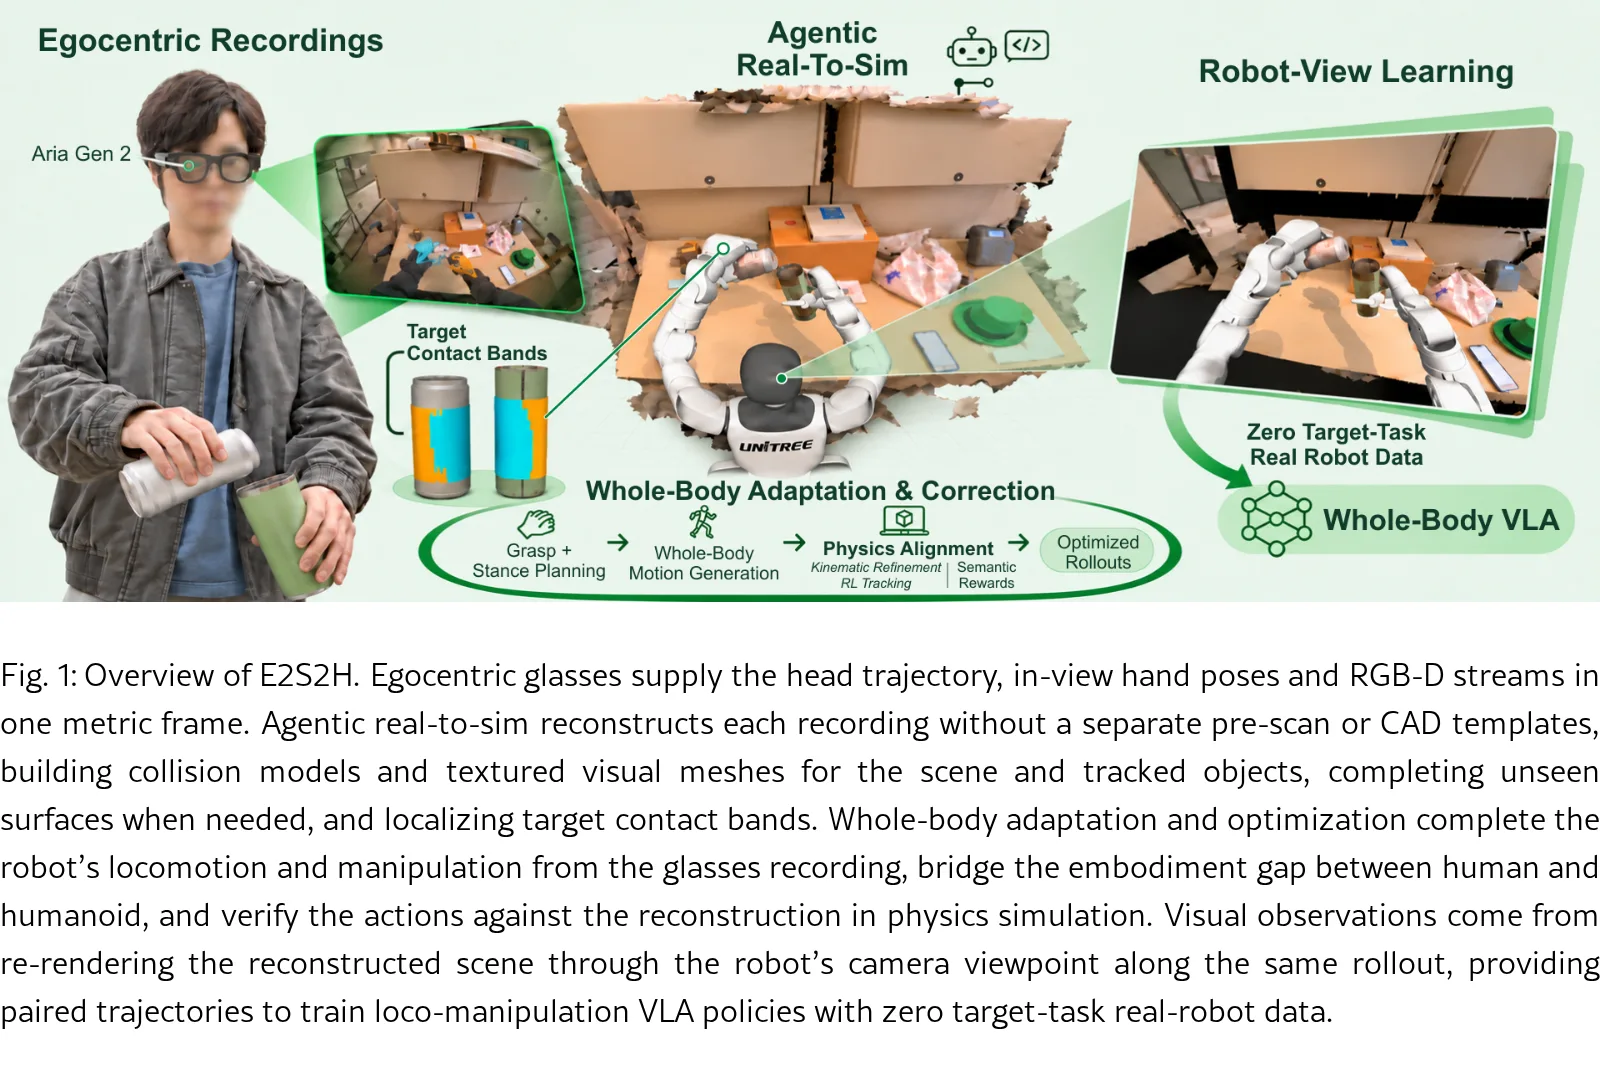 Egocentric Recordings
Aria Gen 2
Agentic
Real-To-Sim
</>
Robot-View Learning
Target
Contact Bands
UNITREE
Zero Target-Task
Real Robot Data
Whole-Body VLA
Whole-Body Adaptation & Correction
Grasp +
Stance Planning
Whole-Body
Motion Generation
Physics Alignment
Kinematic Refinement
RL Tracking
Semantic
Rewards
Optimized
Rollouts
Fig. 1: Overview of E2S2H. Egocentric glasses supply the head trajectory, in-view hand poses and RGB-D streams in
one metric frame. Agentic real-to-sim reconstructs each recording without a separate pre-scan or CAD templates,
building collision models and textured visual meshes for the scene and tracked objects, completing unseen
surfaces when needed, and localizing target contact bands. Whole-body adaptation and optimization complete the
robot’s locomotion and manipulation from the glasses recording, bridge the embodiment gap between human and
humanoid, and verify the actions against the reconstruction in physics simulation. Visual observations come from
re-rendering the reconstructed scene through the robot’s camera viewpoint along the same rollout, providing
paired trajectories to train loco-manipulation VLA policies with zero target-task real-robot data.